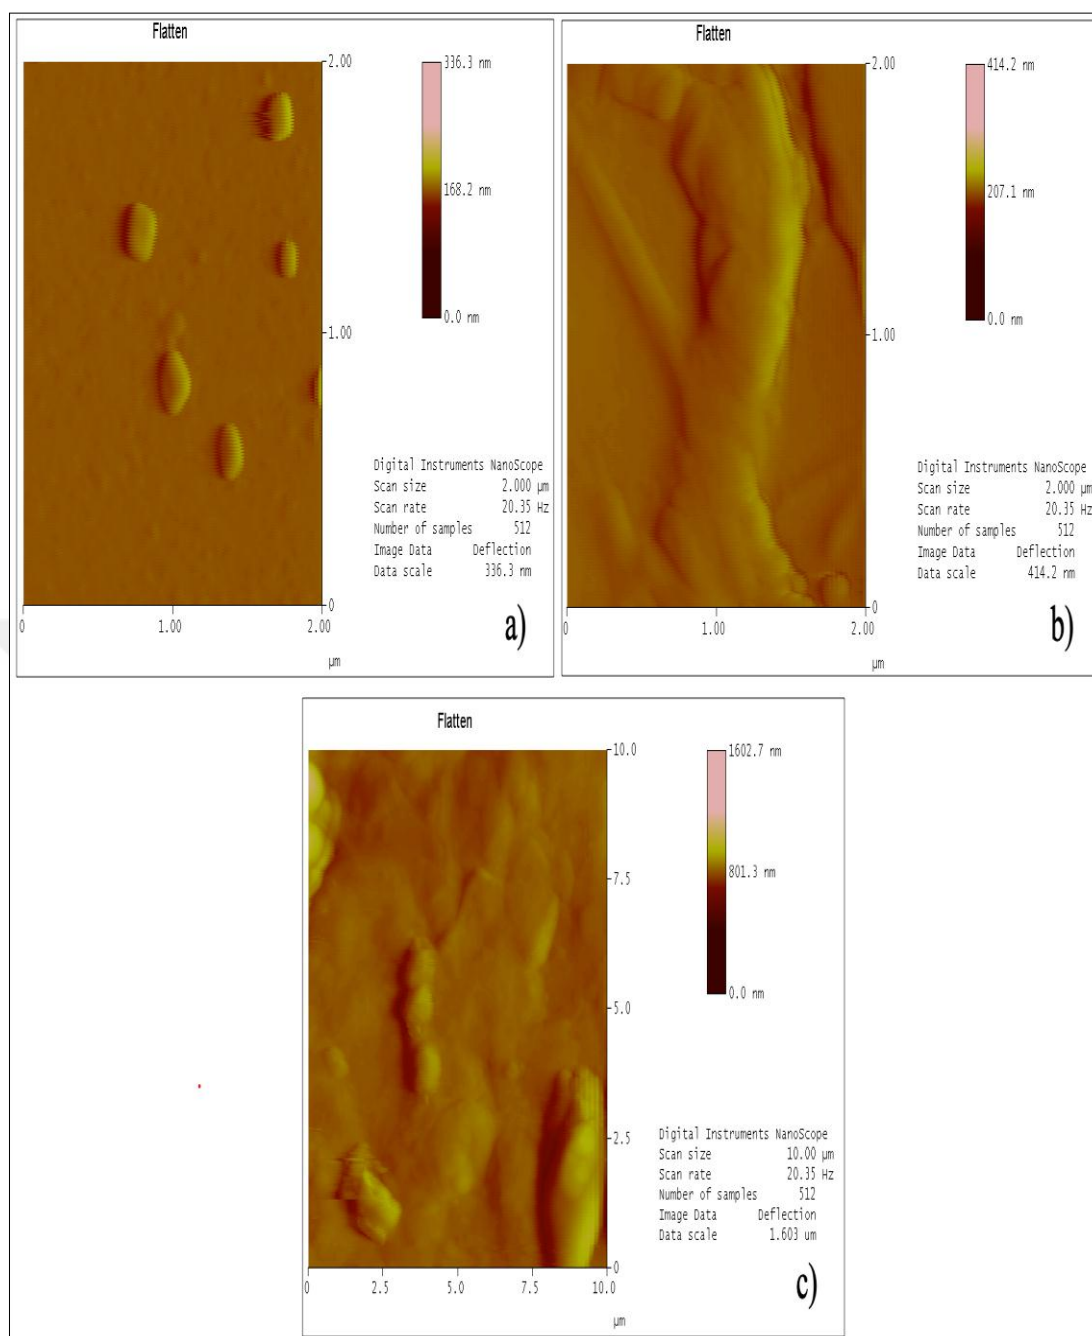 Flatten
2.00
1.00
0
0
1.00
2.00
µm
336.3 nm
168.2 nm
0.0 nm
Digital Instruments NanoScope
Scan size 2.000 µm
Scan rate 20.35 Hz
Number of samples 512
Image Data Deflection
Data scale 336.3 nm
a)
Flatten
2.00
1.00
0
0
1.00
2.00
µm
414.2 nm
207.1 nm
0.0 nm
Digital Instruments NanoScope
Scan size 2.000 µm
Scan rate 20.35 Hz
Number of samples 512
Image Data Deflection
Data scale 414.2 nm
b)
Flatten
10.0
7.5
5.0
2.5
0
0
2.5
5.0
7.5
10.0
µm
1602.7 nm
801.3 nm
0.0 nm
Digital Instruments NanoScope
Scan size 10.00 µm
Scan rate 20.35 Hz
Number of samples 512
Image Data Deflection
Data scale 1.603 um
c)